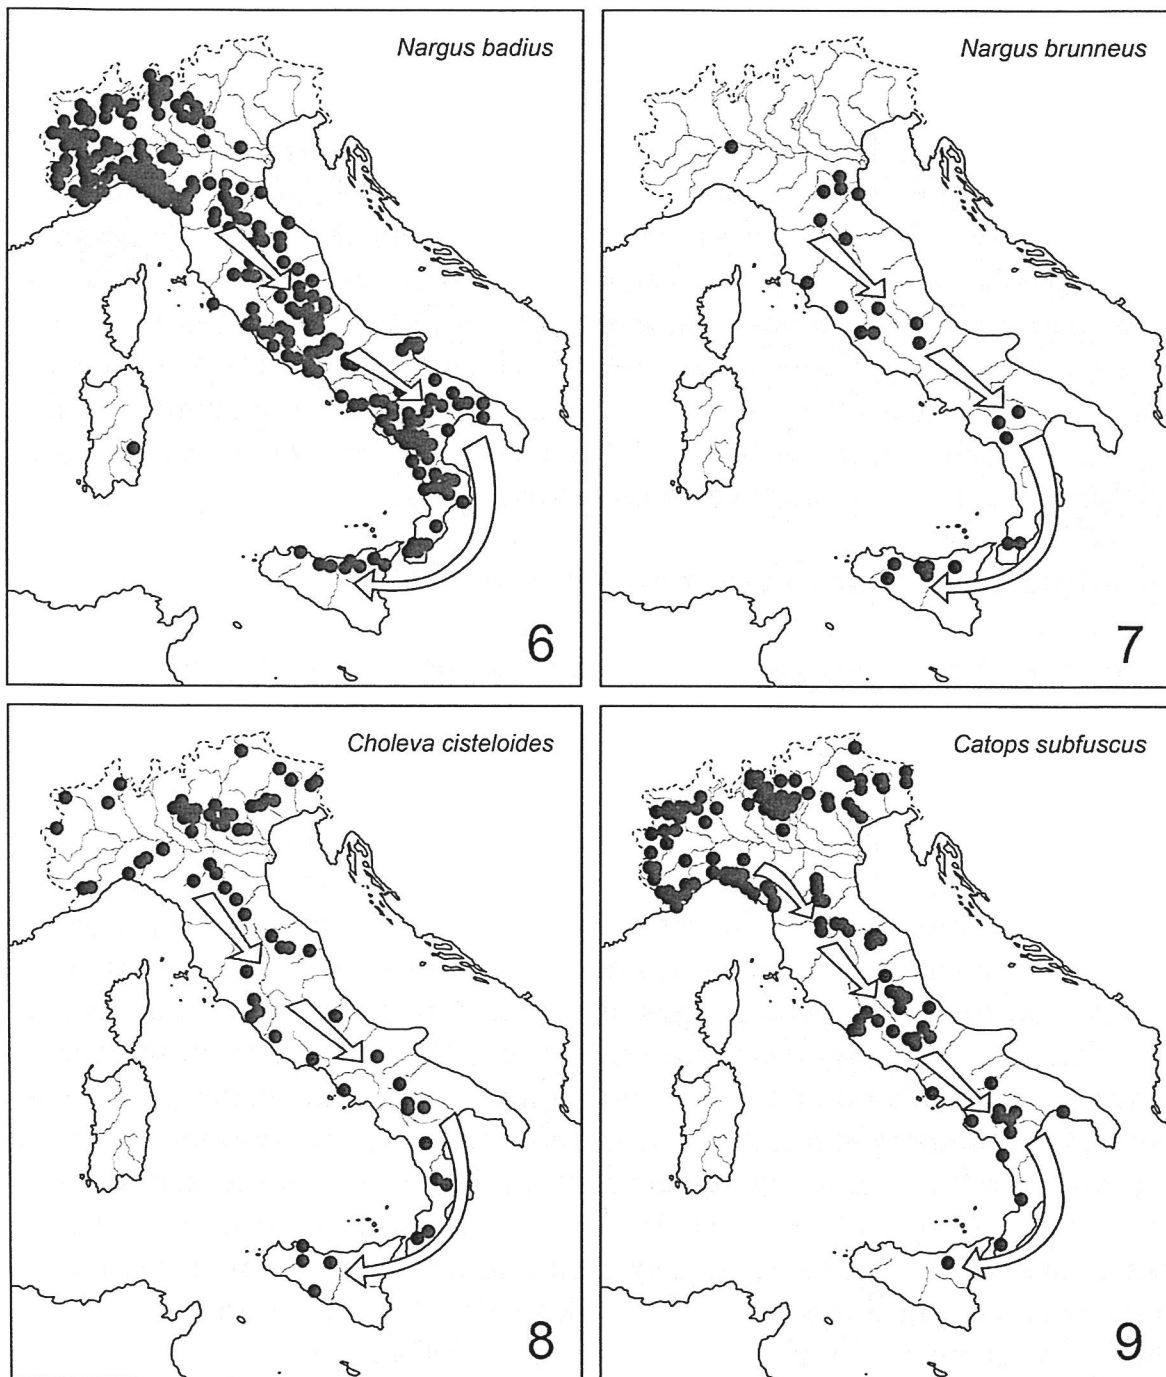 Nargus badius
6
Nargus brunneus
7
Choleva cisteloides
8
Catops subfuscus
9